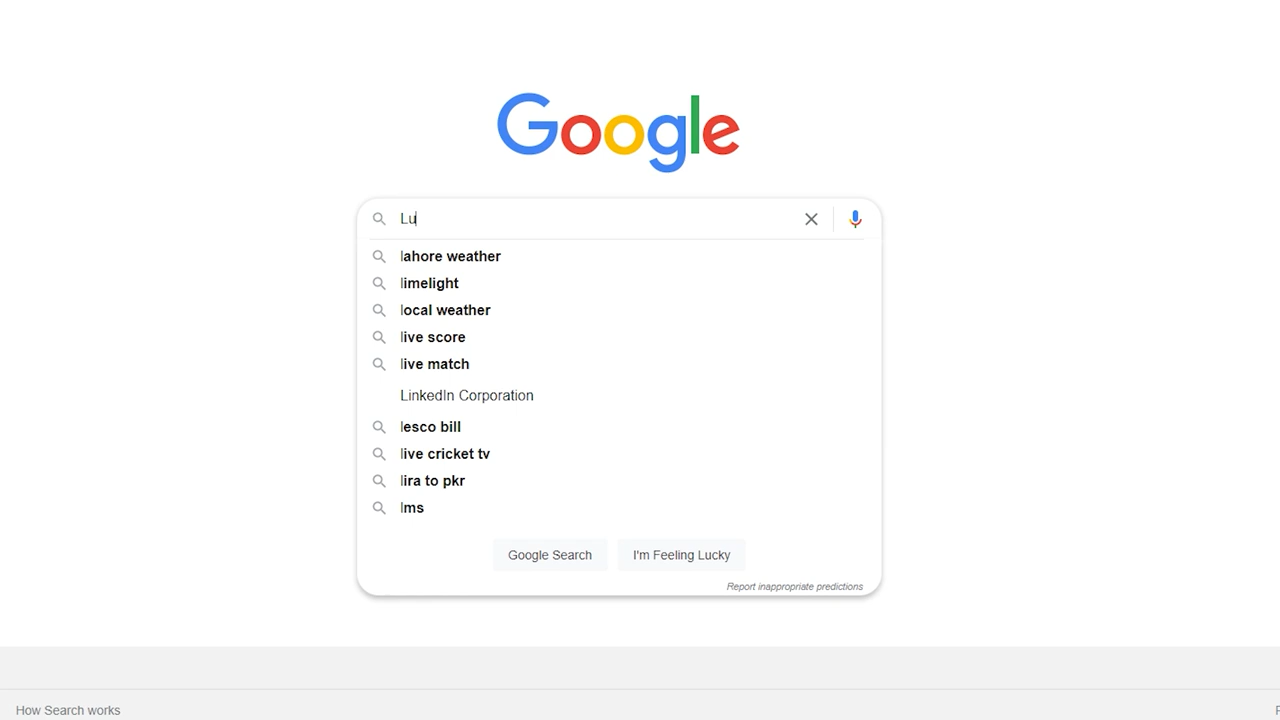 Google
Lu
lahore weather
limelight
local weather
live score
live match
LinkedIn Corporation
lesco bill
live cricket tv
lira to pkr
lms
Google Search
I'm Feeling Lucky
Report inappropriate predictions
How Search works